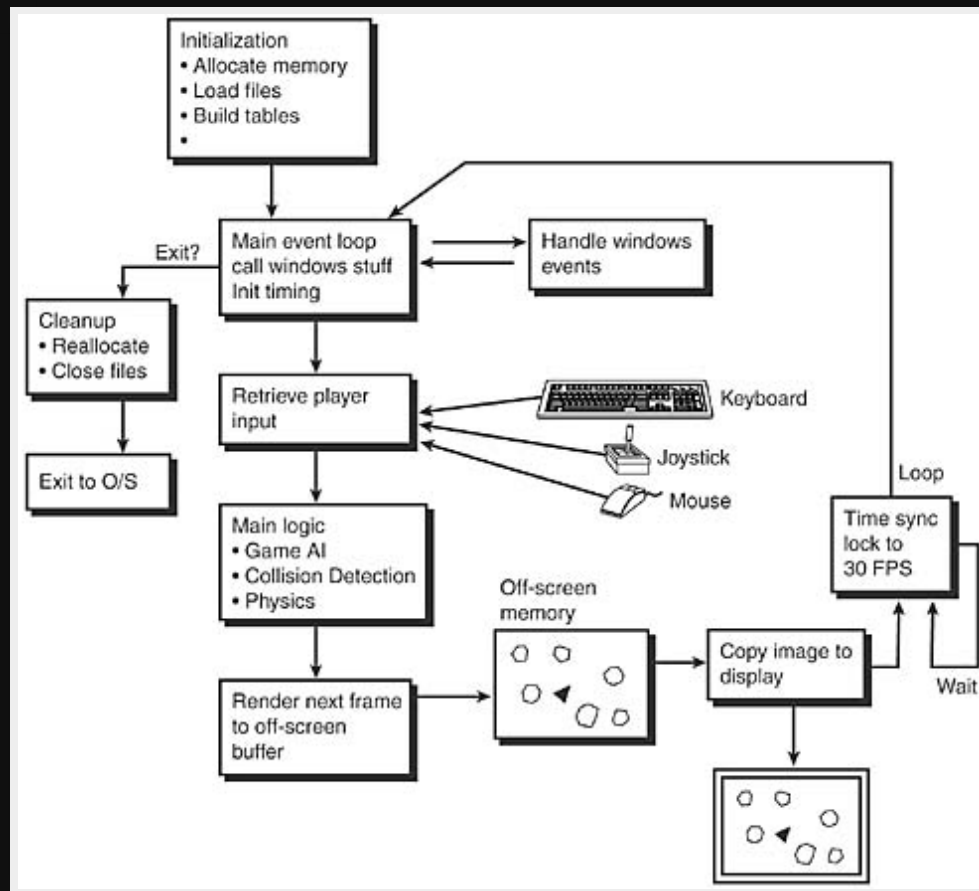 Initialization
• Allocate memory
• Load files
• Build tables
•
Main event loop
call windows stuff
Init timing
Handle windows
events
Exit?
Cleanup
• Reallocate
• Close files
Exit to O/S
Retrieve player
input
Keyboard
Joystick
Mouse
Main logic
• Game AI
• Collision Detection
• Physics
Loop
Time sync
lock to
30 FPS
Wait
Off-screen
memory
Copy image to
display
Render next frame
to off-screen
buffer